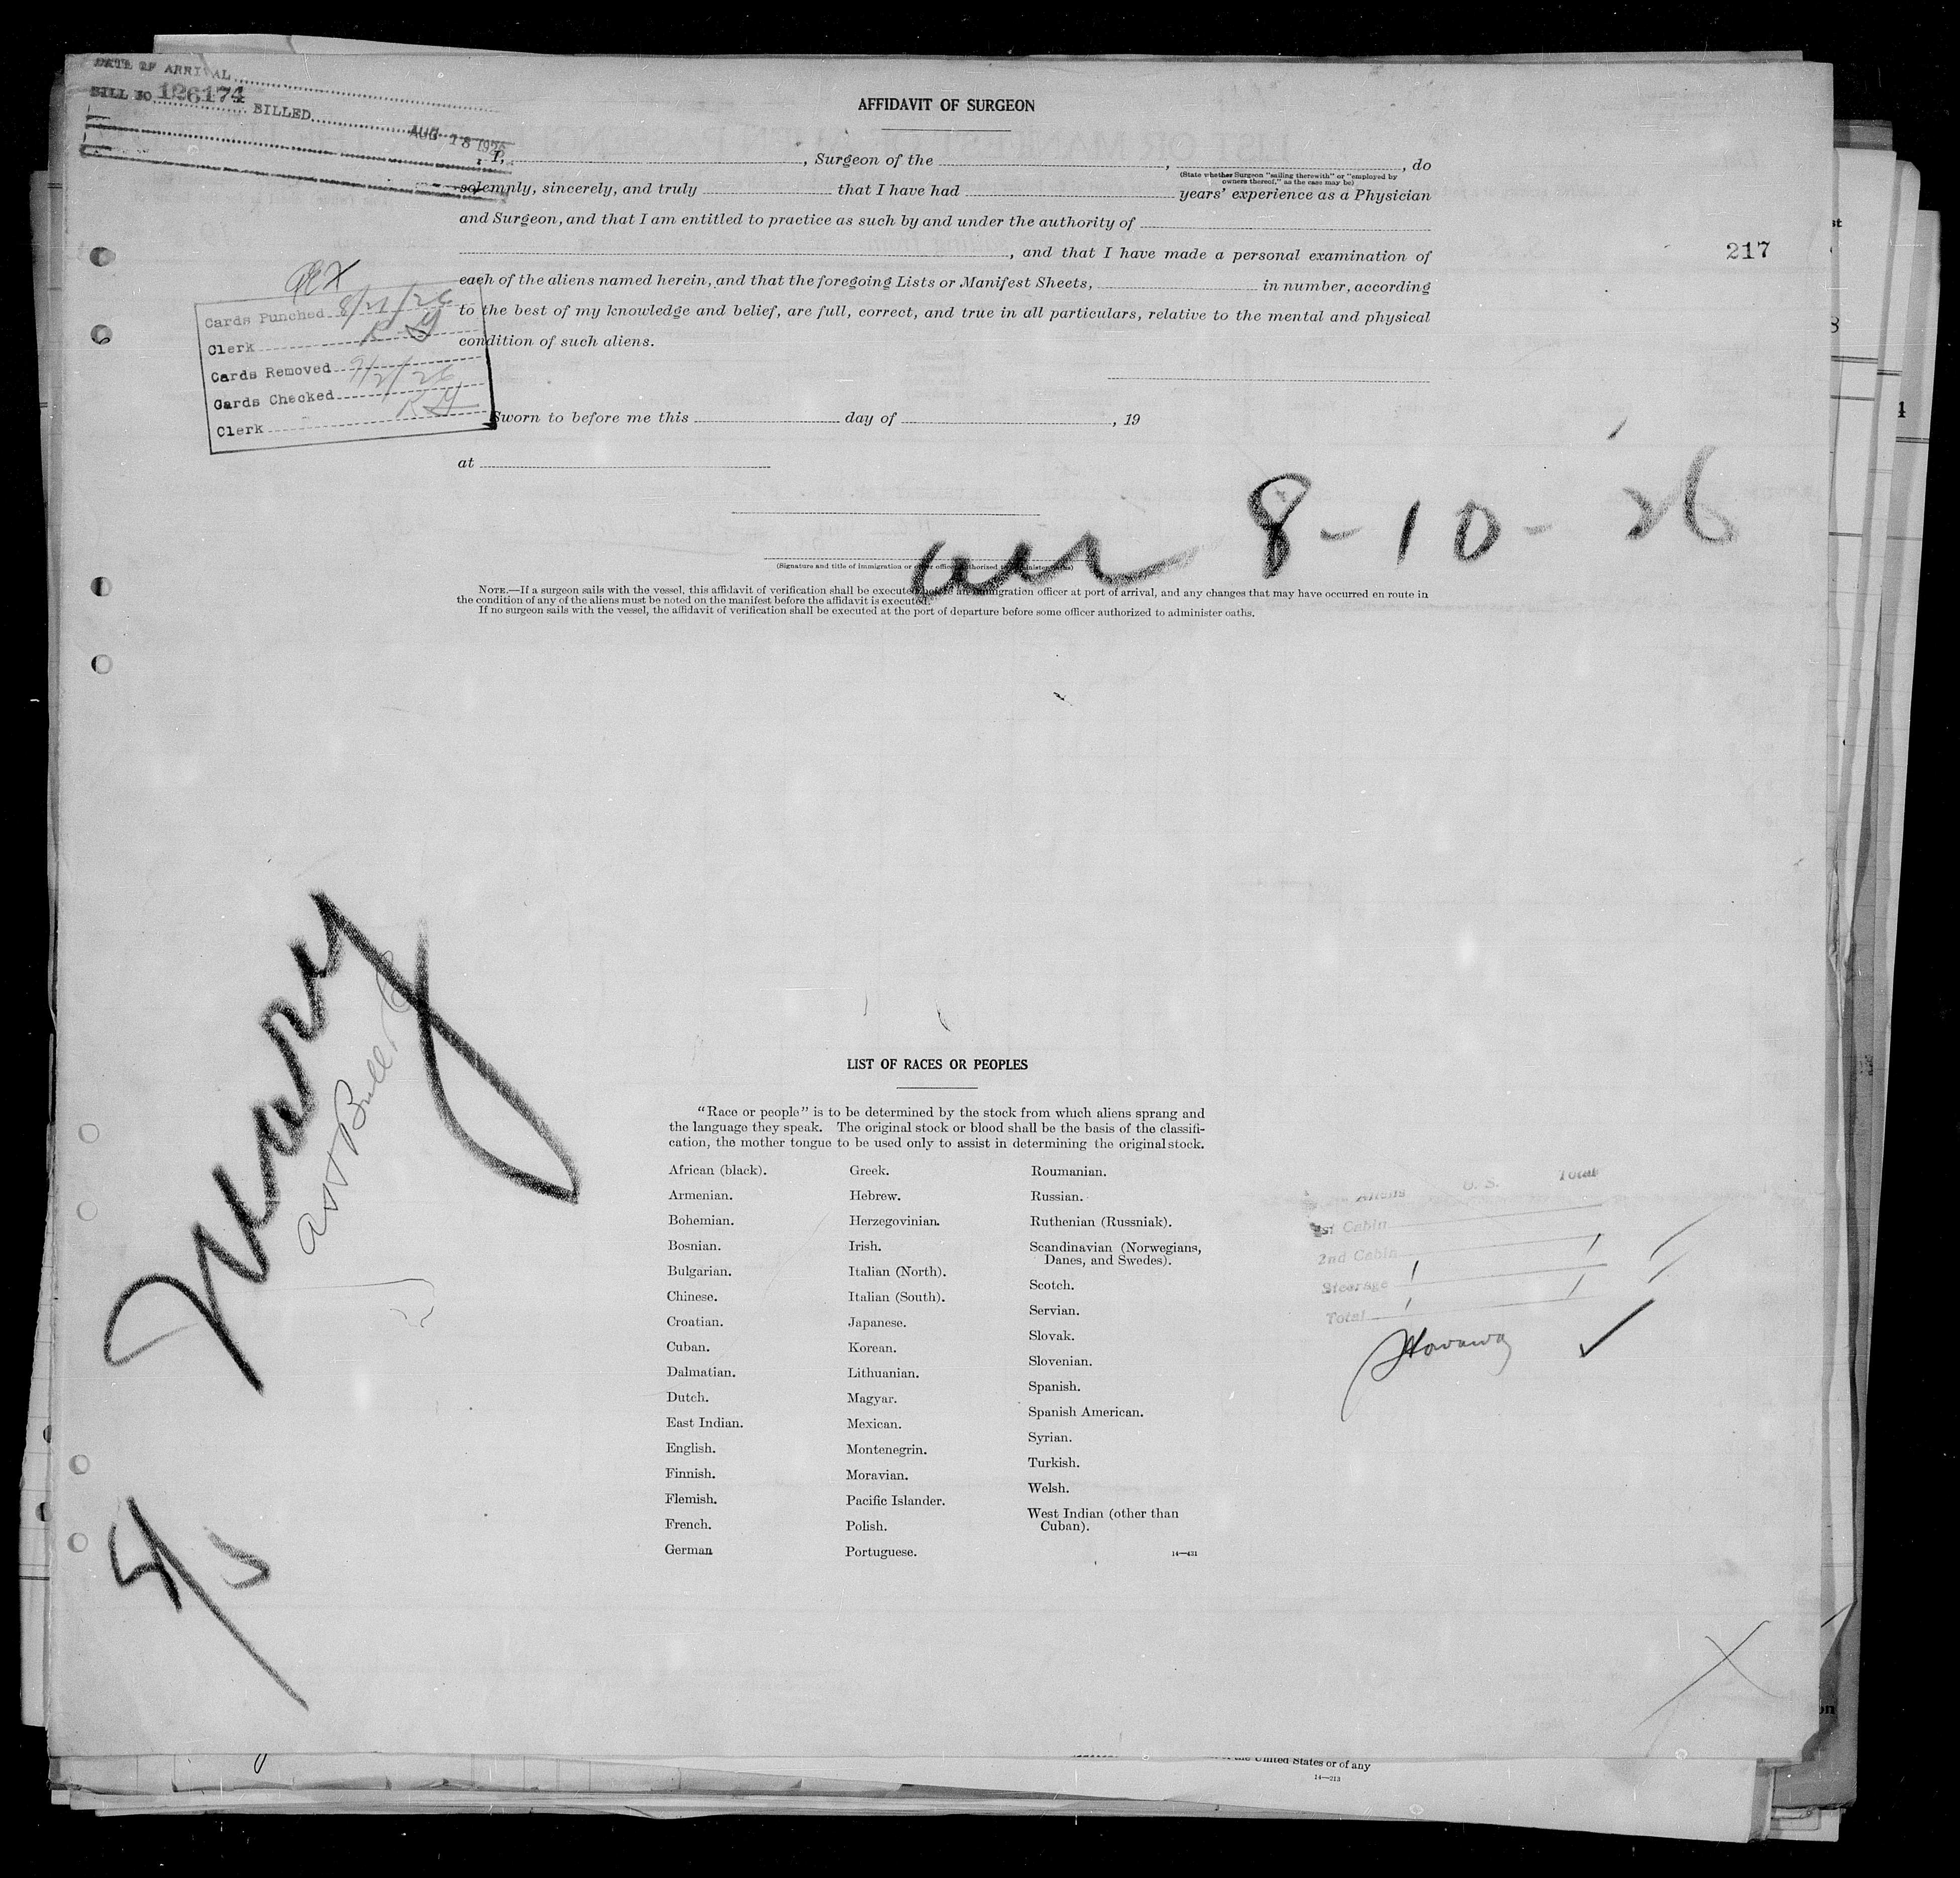 DATE OF ARRIVAL
BILL NO 126174 BILLED AUG 18 1926
AFFIDAVIT OF SURGEON
I, , Surgeon of the , , do
(State whether Surgeon "sailing therewith" or "employed by
owners thereof," as the case may be)
solemnly, sincerely, and truly that I have had years' experience as a Physician
and Surgeon, and that I am entitled to practice as such by and under the authority of
, and that I have made a personal examination of
217
each of the aliens named herein, and that the foregoing Lists or Manifest Sheets, in number, according
to the best of my knowledge and belief, are full, correct, and true in all particulars, relative to the mental and physical
condition of such aliens.
Cards Punched 8/21/26
Clerk
Cards Removed 9/2/26
Cards Checked
Clerk
Sworn to before me this day of , 19
at
arr 8-10-26
NOTE.—If a surgeon sails with the vessel, this affidavit of verification shall be executed before an immigration officer at port of arrival, and any changes that may have occurred en route in
the condition of any of the aliens must be noted on the manifest before the affidavit is executed.
If no surgeon sails with the vessel, the affidavit of verification shall be executed at the port of departure before some officer authorized to administer oaths.
LIST OF RACES OR PEOPLES
"Race or people" is to be determined by the stock from which aliens sprang and
the language they speak. The original stock or blood shall be the basis of the classifi-
cation, the mother tongue to be used only to assist in determining the original stock.
African (black).
Armenian.
Bohemian.
Bosnian.
Bulgarian.
Chinese.
Croatian.
Cuban.
Dalmatian.
Dutch.
East Indian.
English.
Finnish.
Flemish.
French.
German
Greek.
Hebrew.
Herzegovinian.
Irish.
Italian (North).
Italian (South).
Japanese.
Korean.
Lithuanian.
Magyar.
Mexican.
Montenegrin.
Moravian.
Pacific Islander.
Polish.
Portuguese.
Roumanian.
Russian.
Ruthenian (Russniak).
Scandinavian (Norwegians,
Danes, and Swedes).
Scotch.
Servian.
Slovak.
Slovenian.
Spanish.
Spanish American.
Syrian.
Turkish.
Welsh.
West Indian (other than
Cuban).
14—431
Aliens U. S. Total
1st Cabin
2nd Cabin
Steerage
Total
S/S
of the United States or of any
14—213